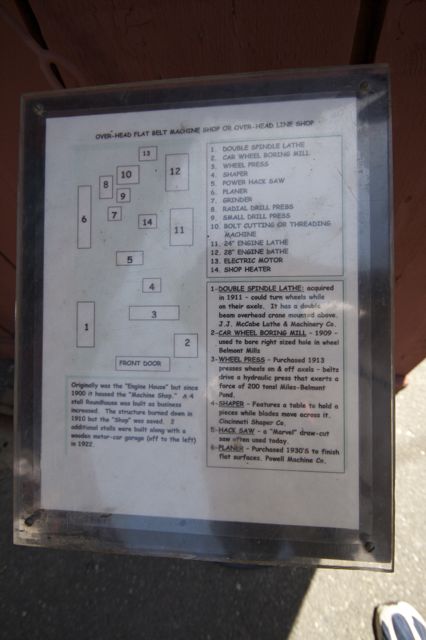 OVER-HEAD FLAT BELT MACHINE SHOP OR OVER-HEAD LINE SHOP
13
12
10
8
9
6
7
14
11
5
4
3
1
2
FRONT DOOR
1. DOUBLE SPINDLE LATHE
2. CAR WHEEL BORING MILL
3. WHEEL PRESS
4. SHAPER
5. POWER HACK SAW
6. PLANER
7. GRINDER
8. RADIAL DRILL PRESS
9. SMALL DRILL PRESS
10. BOLT CUTTING OR THREADING
MACHINE
11. 24" ENGINE LATHE
12. 28" ENGINE LATHE
13. ELECTRIC MOTOR
14. SHOP HEATER
Originally was the "Engine House" but since
1900 it housed the "Machine Shop." A 4
stall Roundhouse was built as business
increased. The structure burned down in
1910 but the "Shop" was saved. 2
additional stalls were built along with a
wooden motor-car garage (off to the left)
in 1922.
1-DOUBLE SPINDLE LATHE: acquired
in 1911 - could turn wheels while
on their axles. It has a double
beam overhead crane mounted above.
J.J. McCabe Lathe & Machinery Co.
2-CAR WHEEL BORING MILL - 1909 -
used to bore right sized hole in wheel
Belmont Mills
3-WHEEL PRESS - Purchased 1913
presses wheels on & off axles - belts
drive a hydraulic press that exerts a
force of 200 tons! Miles-Belmont
Pond.
4-SHAPER - Features a table to hold a
pieces while blades move across it.
Cincinnati Shaper Co.
5-HACK SAW - a "Marvel" draw-cut
saw often used today.
6-PLANER - Purchased 1930'S to finish
flat surfaces. Powell Machine Co.